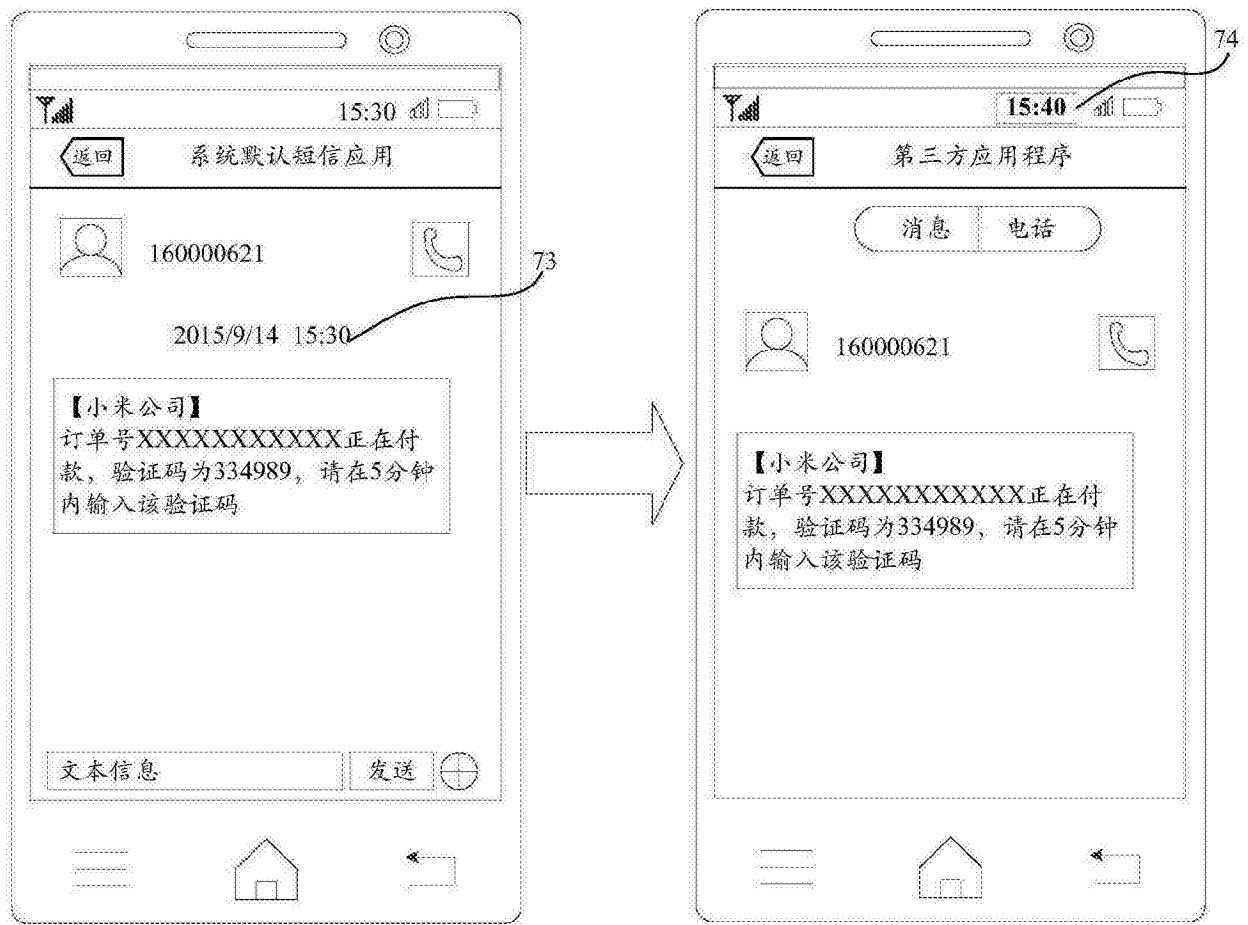 15:30
返回
系统默认短信应用
160000621
73
2015/9/14 15:30
【小米公司】
订单号XXXXXXXXXXX正在付
款，验证码为334989，请在5分钟
内输入该验证码
文本信息
发送
74
15:40
返回
第三方应用程序
消息
电话
160000621
【小米公司】
订单号XXXXXXXXXXX正在付
款，验证码为334989，请在5分钟
内输入该验证码